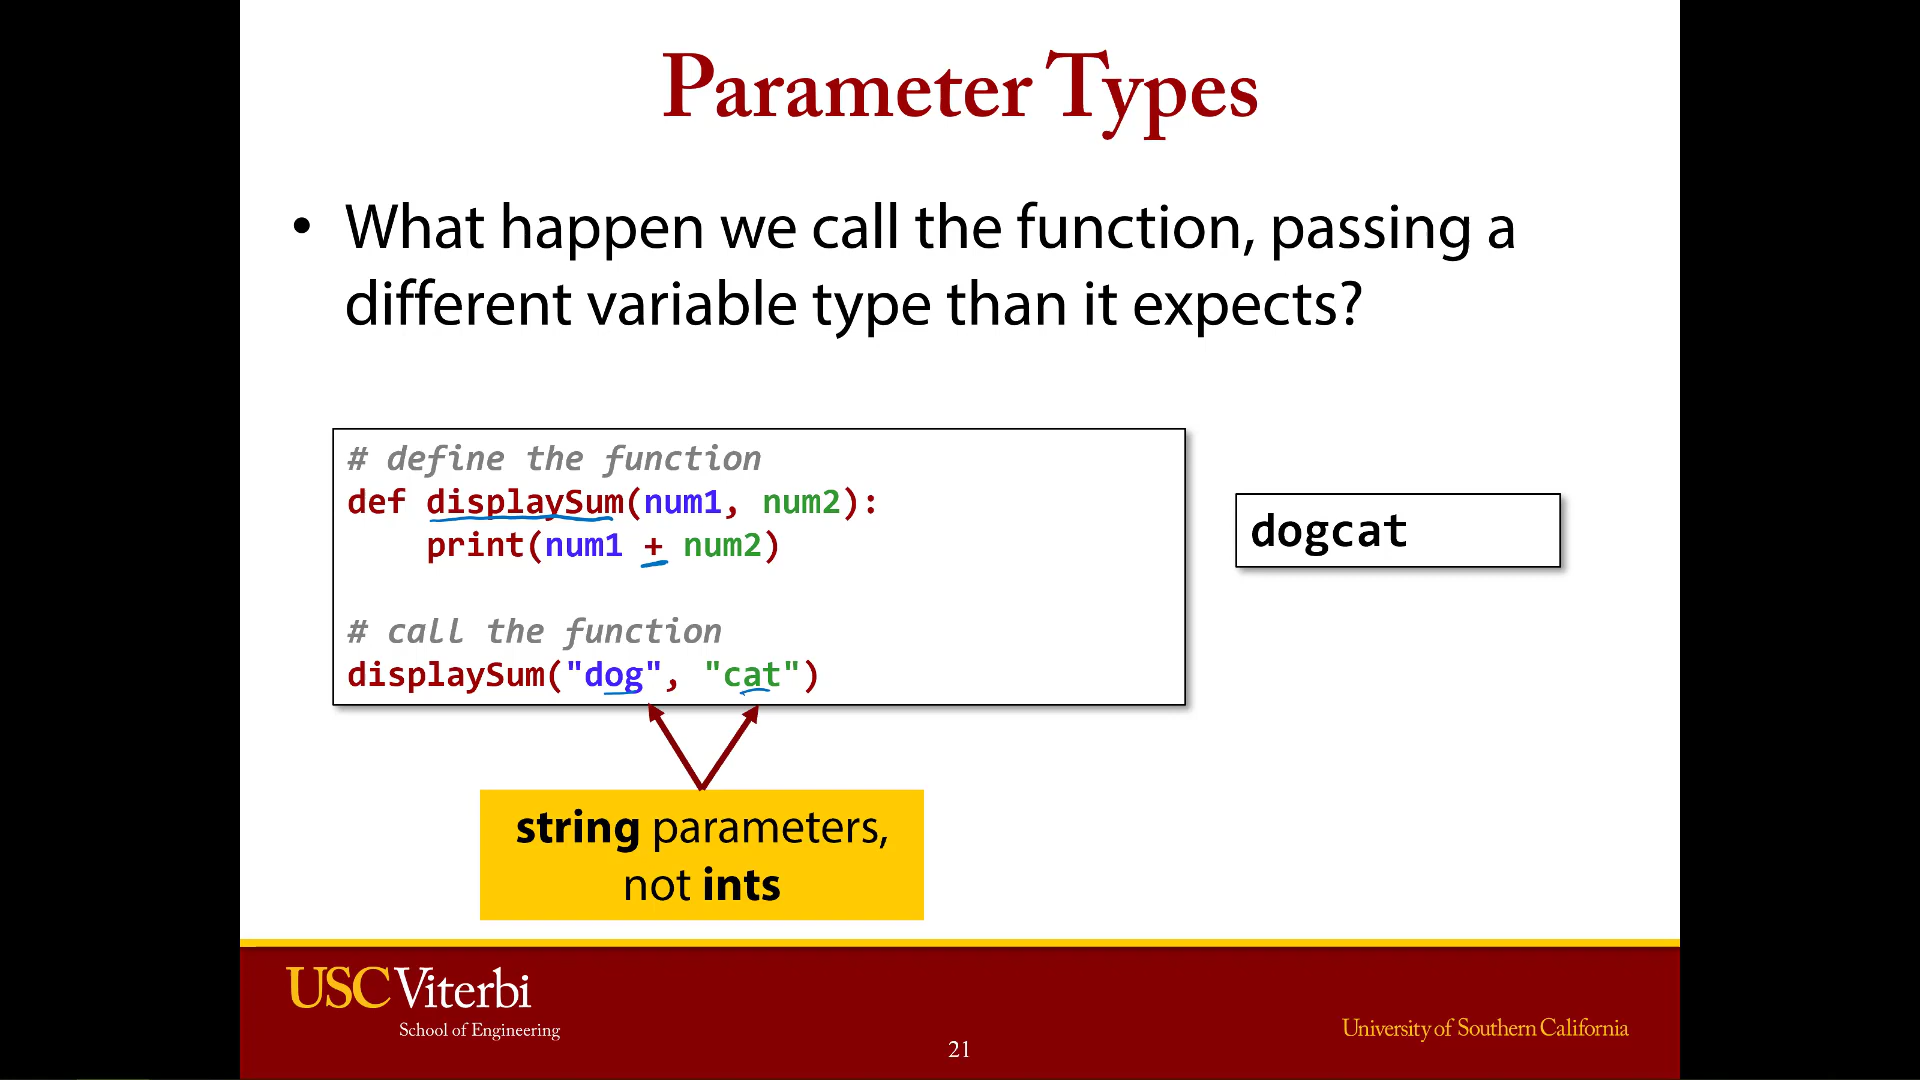 Parameter Types
• What happen we call the function, passing a
different variable type than it expects?
# define the function
def displaySum(num1, num2):
    print(num1 + num2)
# call the function
displaySum("dog", "cat")
dogcat
string parameters,
not ints
USC Viterbi
School of Engineering
University of Southern California
21